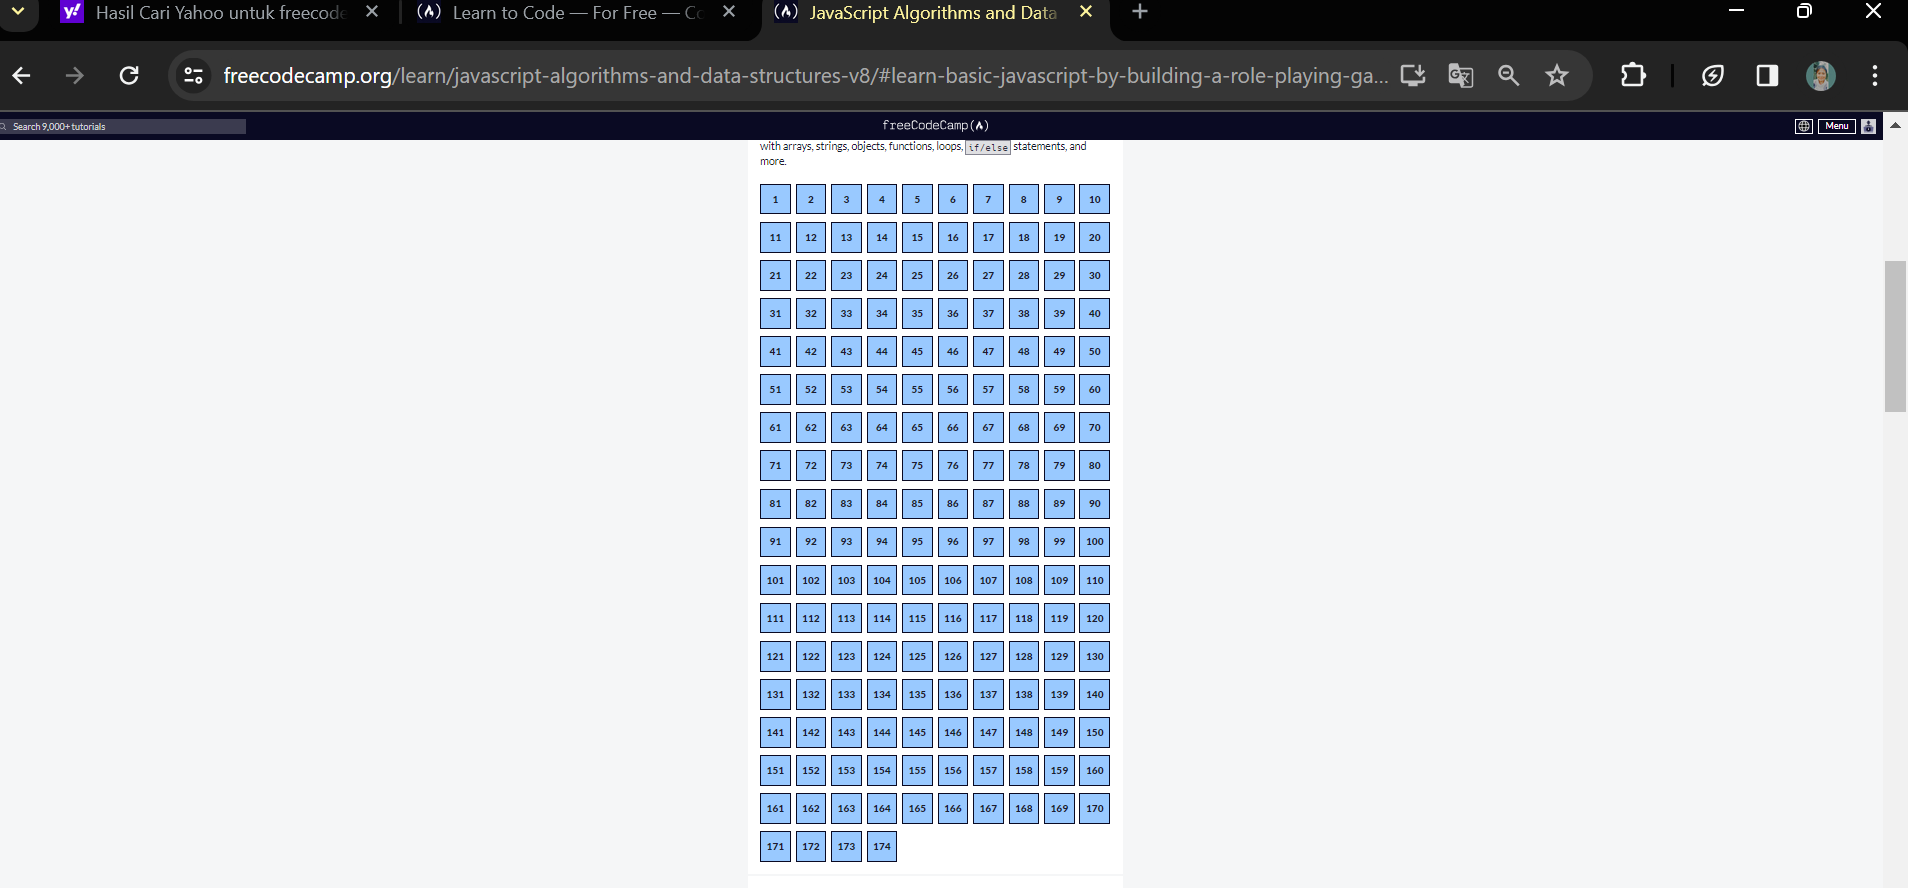 Hasil Cari Yahoo untuk freecode
Learn to Code — For Free — Co
JavaScript Algorithms and Data
freecodecamp.org/learn/javascript-algorithms-and-data-structures-v8/#learn-basic-javascript-by-building-a-role-playing-ga...
Search 9,000+ tutorials
freeCodeCamp(🔥)
Menu
with arrays, strings, objects, functions, loops, if/else statements, and
more.
1 2 3 4 5 6 7 8 9 10
11 12 13 14 15 16 17 18 19 20
21 22 23 24 25 26 27 28 29 30
31 32 33 34 35 36 37 38 39 40
41 42 43 44 45 46 47 48 49 50
51 52 53 54 55 56 57 58 59 60
61 62 63 64 65 66 67 68 69 70
71 72 73 74 75 76 77 78 79 80
81 82 83 84 85 86 87 88 89 90
91 92 93 94 95 96 97 98 99 100
101 102 103 104 105 106 107 108 109 110
111 112 113 114 115 116 117 118 119 120
121 122 123 124 125 126 127 128 129 130
131 132 133 134 135 136 137 138 139 140
141 142 143 144 145 146 147 148 149 150
151 152 153 154 155 156 157 158 159 160
161 162 163 164 165 166 167 168 169 170
171 172 173 174